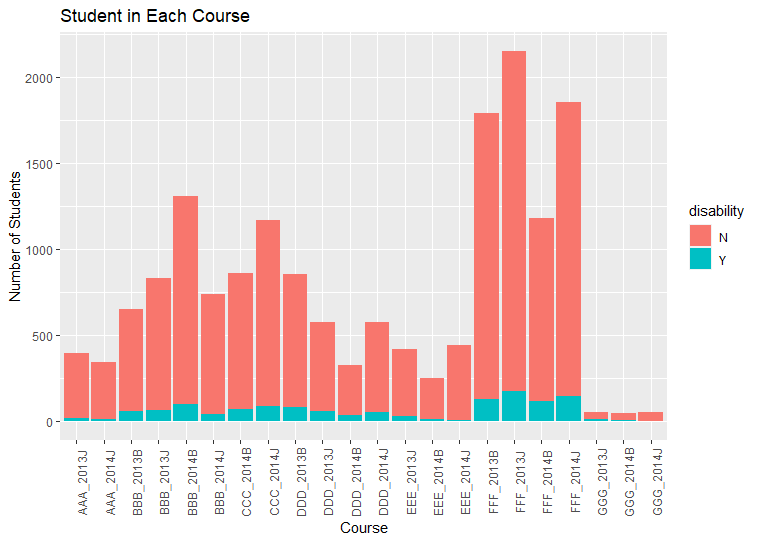 Student in Each Course
Number of Students
2000
1500
1000
500
0
AAA_2013J
AAA_2014J
BBB_2013B
BBB_2013J
BBB_2014B
BBB_2014J
CCC_2014B
CCC_2014J
DDD_2013B
DDD_2013J
DDD_2014B
DDD_2014J
EEE_2013J
EEE_2014B
EEE_2014J
FFF_2013B
FFF_2013J
FFF_2014B
FFF_2014J
GGG_2013J
GGG_2014B
GGG_2014J
Course
disability
N
Y